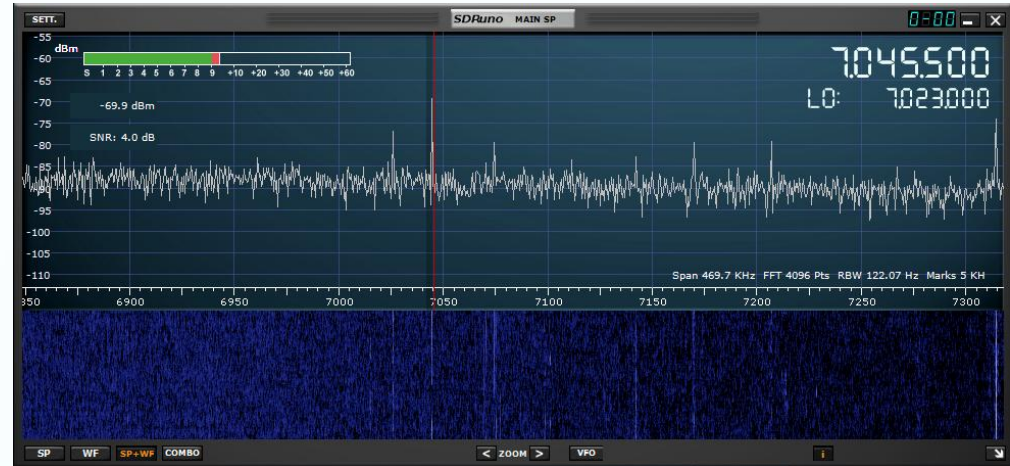 SETT.
SDRuno MAIN SP
0-00
-55
dBm
-60
S 1 2 3 4 5 6 7 8 9 +10 +20 +30 +40 +50 +60
7.045.500
-65
-70
-69.9 dBm
LO: 7.023.000
-75
SNR: 4.0 dB
-80
-85
-90
-95
-100
-105
-110
Span 469.7 KHz FFT 4096 Pts RBW 122.07 Hz Marks 5 KH
350 6900 6950 7000 7050 7100 7150 7200 7250 7300
SP WF SP+WF COMBO < ZOOM > VFO i